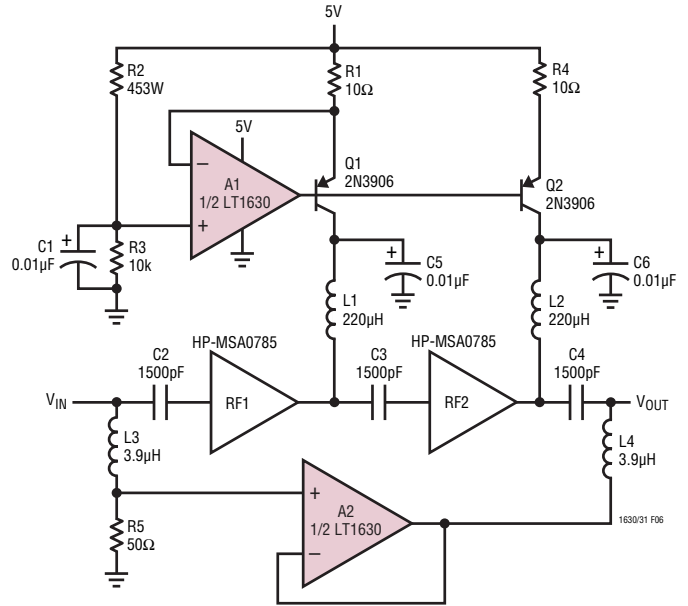 5V
R2
453W
R1
10Ω
R4
10Ω
5V
−
A1
1/2 LT1630
+
Q1
2N3906
Q2
2N3906
C1
0.01µF
+
R3
10k
+
C5
0.01µF
+
C6
0.01µF
L1
220µH
L2
220µH
C2
1500pF
HP-MSA0785
RF1
C3
1500pF
HP-MSA0785
RF2
C4
1500pF
VIN
VOUT
L3
3.9µH
L4
3.9µH
R5
50Ω
+
A2
1/2 LT1630
−
1630/31 F06